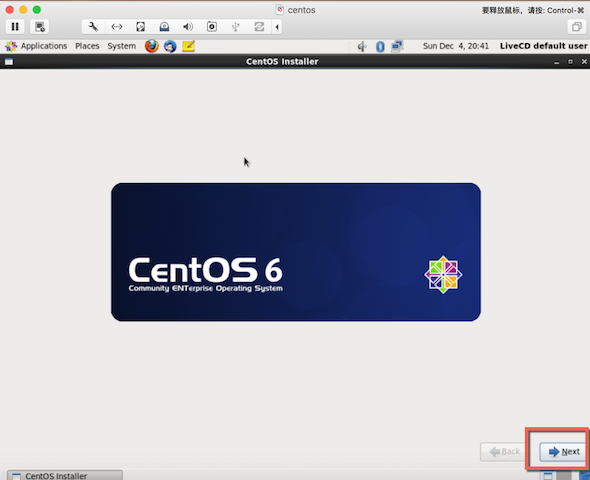 centos
要释放鼠标，请按: Control-⌘
Applications Places System Sun Dec 4, 20:41 LiveCD default user
CentOS Installer
CentOS 6
Community ENTerprise Operating System
Back Next
CentOS Installer